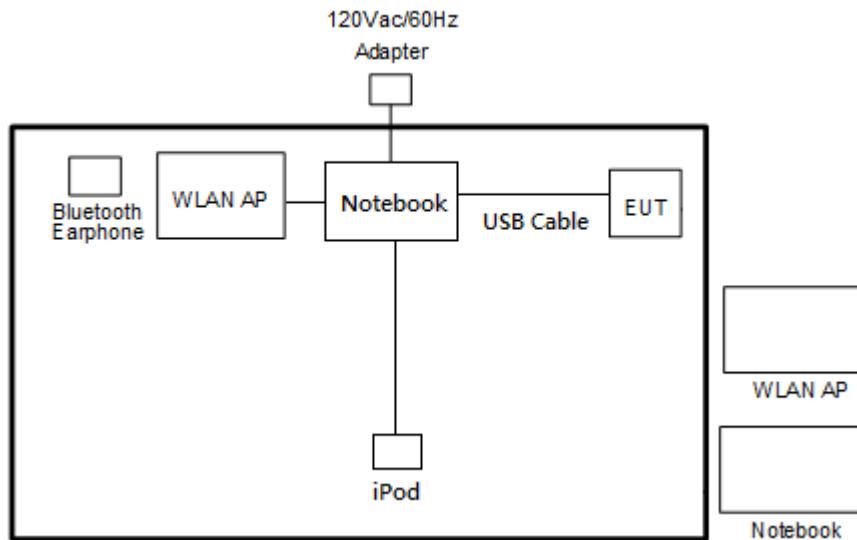 120Vac/60Hz
Adapter
WLAN AP
Notebook
EUT
USB Cable
Bluetooth
Earphone
WLAN AP
iPod
Notebook